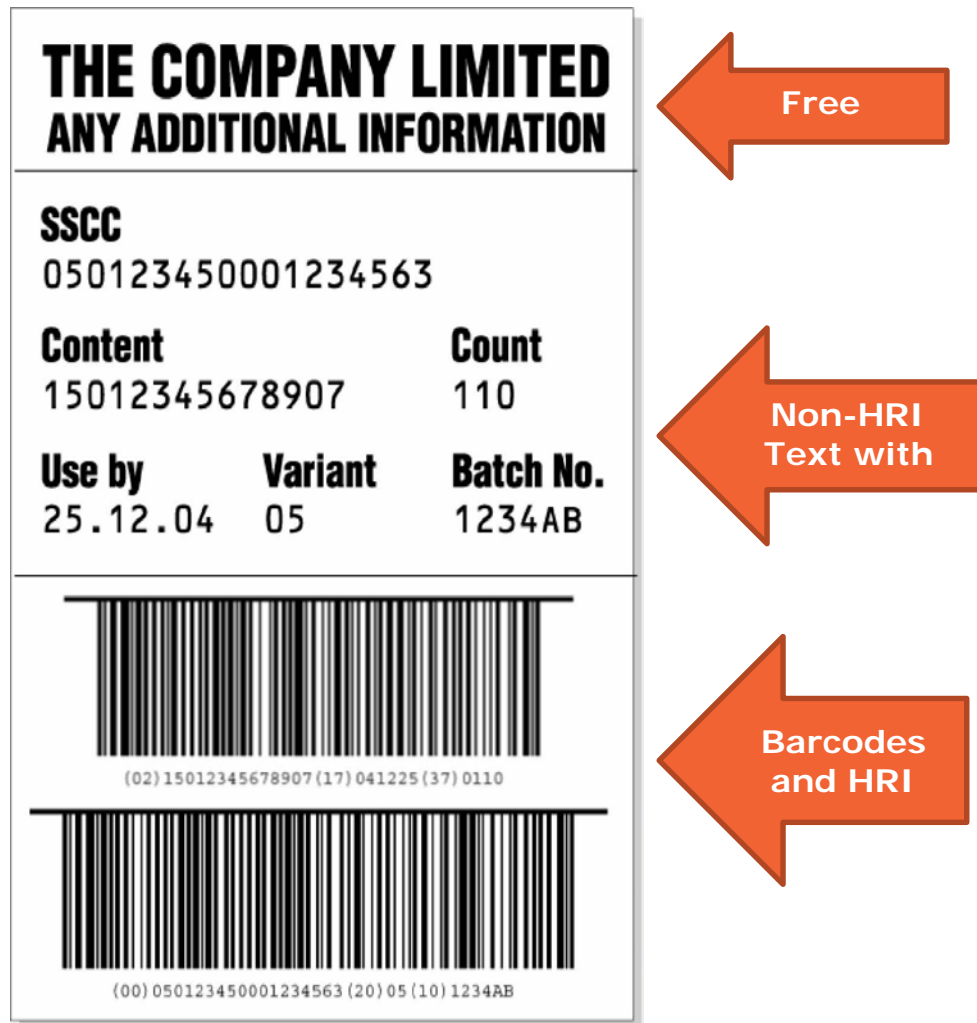 THE COMPANY LIMITED
ANY ADDITIONAL INFORMATION
Free
SSCC
050123450001234563
Content Count
15012345678907 110
Non-HRI
Text with
Use by Variant Batch No.
25.12.04 05 1234AB
(02)15012345678907(17)041225(37)0110
Barcodes
and HRI
(00)050123450001234563(20)05(10)1234AB